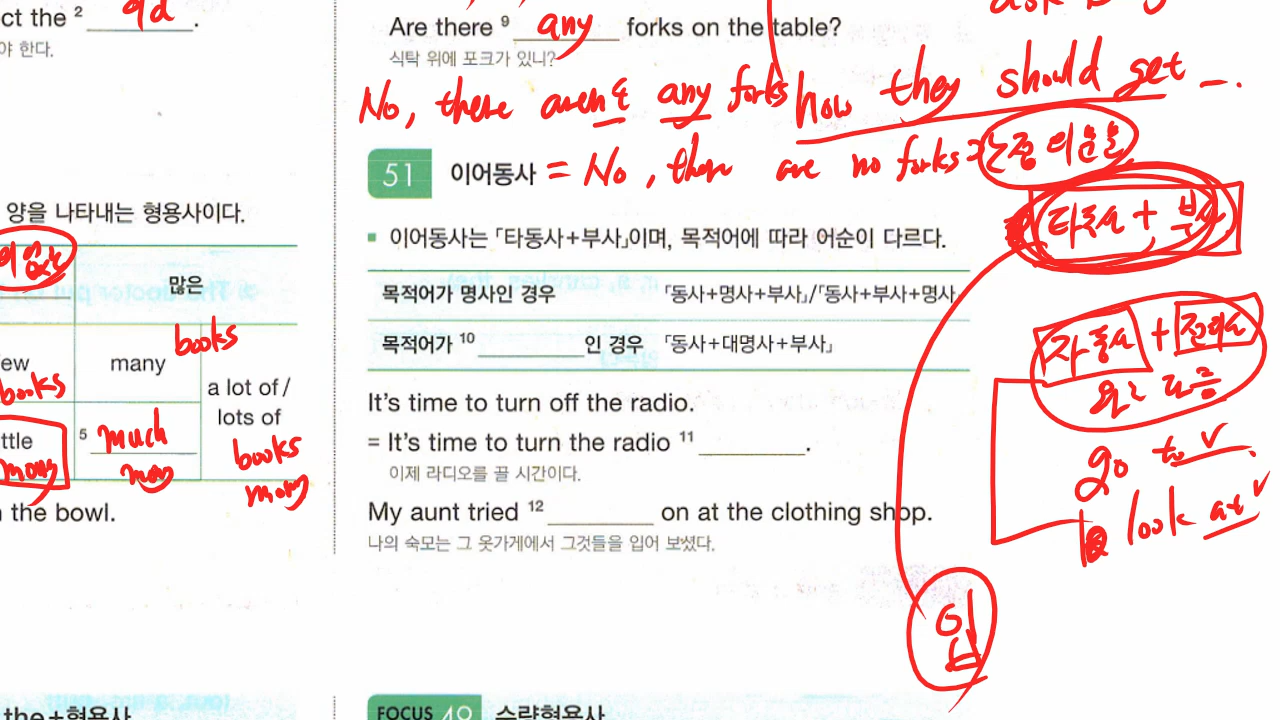 ct the ² qd .
야 한다.
양을 나타내는 형용사이다.
많은
books
ew
books
many
a lot of /
lots of
books
ttle
5 much
n the bowl.
the+형용사
Are there ⁹ any forks on the table?
식탁 위에 포크가 있니?
No, there aren't any forks
how they should get ...
51 이어동사 = No, there are no forks
이어동사는 「타동사+부사」이며, 목적어에 따라 어순이 다르다.
목적어가 명사인 경우 「동사+명사+부사」/「동사+부사+명사
목적어가 ¹⁰ 인 경우 「동사+대명사+부사」
It's time to turn off the radio.
= It's time to turn the radio ¹¹ .
이제 라디오를 끌 시간이다.
My aunt tried ¹² on at the clothing shop.
나의 숙모는 그 옷가게에서 그것들을 입어 보셨다.
FOCUS 49 수량형용사
타동사 + 부사
자동사 + 전치사
go to
look at